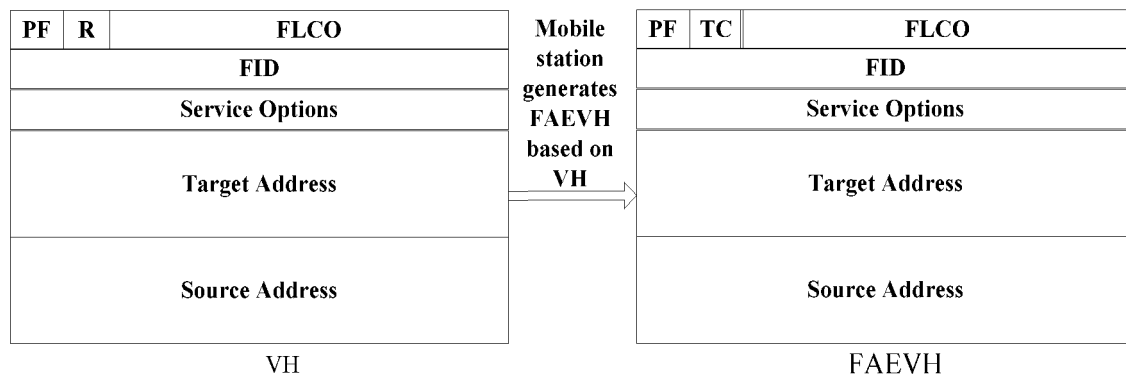 PF R FLCO
FID
Service Options
Target Address
Source Address
VH
Mobile
station
generates
FAEVH
based on
VH
PF TC FLCO
FID
Service Options
Target Address
Source Address
FAEVH